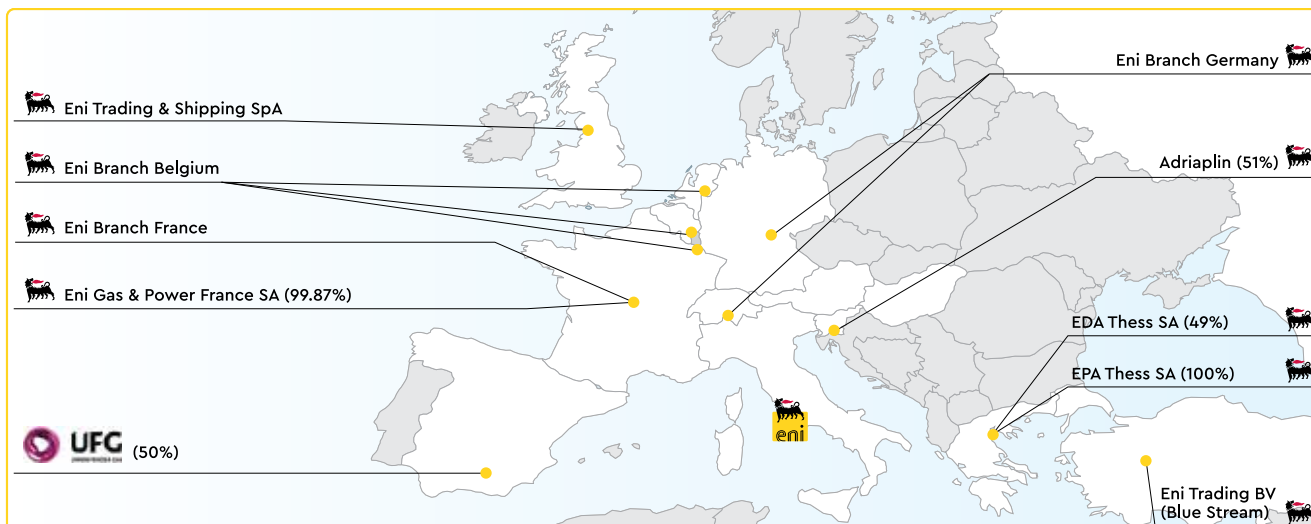 Eni Branch Germany
Eni Trading & Shipping SpA
Eni Branch Belgium
Adriaplin (51%)
Eni Branch France
Eni Gas & Power France SA (99.87%)
EDA Thess SA (49%)
EPA Thess SA (100%)
eni
UFG
(50%)
Eni Trading BV
(Blue Stream)